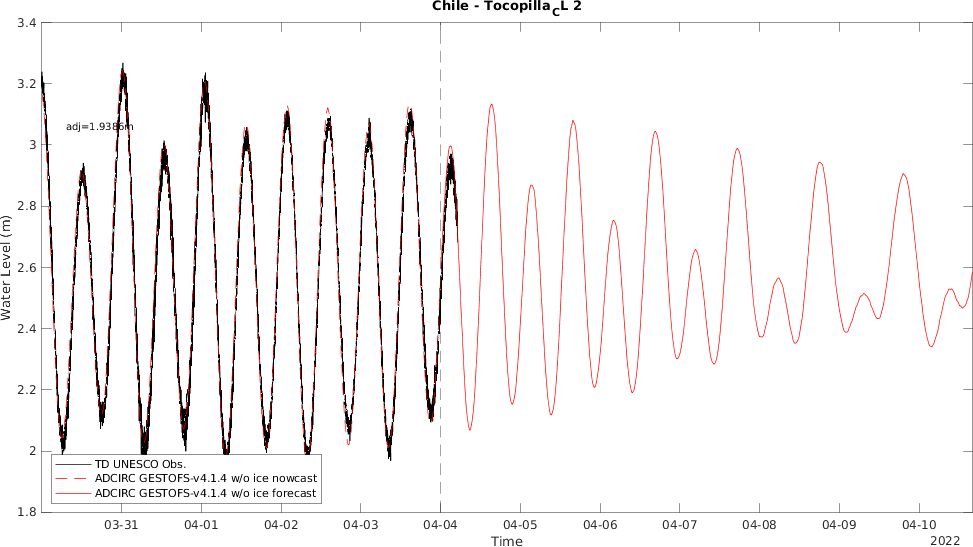 Chile - Tocopilla_CL 2
3.4
3.2
3
2.8
2.6
2.4
2.2
2
1.8
Water Level (m)
adj=1.9386m
TD UNESCO Obs.
ADCIRC GESTOFS-v4.1.4 w/o ice nowcast
ADCIRC GESTOFS-v4.1.4 w/o ice forecast
03-31 04-01 04-02 04-03 04-04 04-05 04-06 04-07 04-08 04-09 04-10
Time
2022